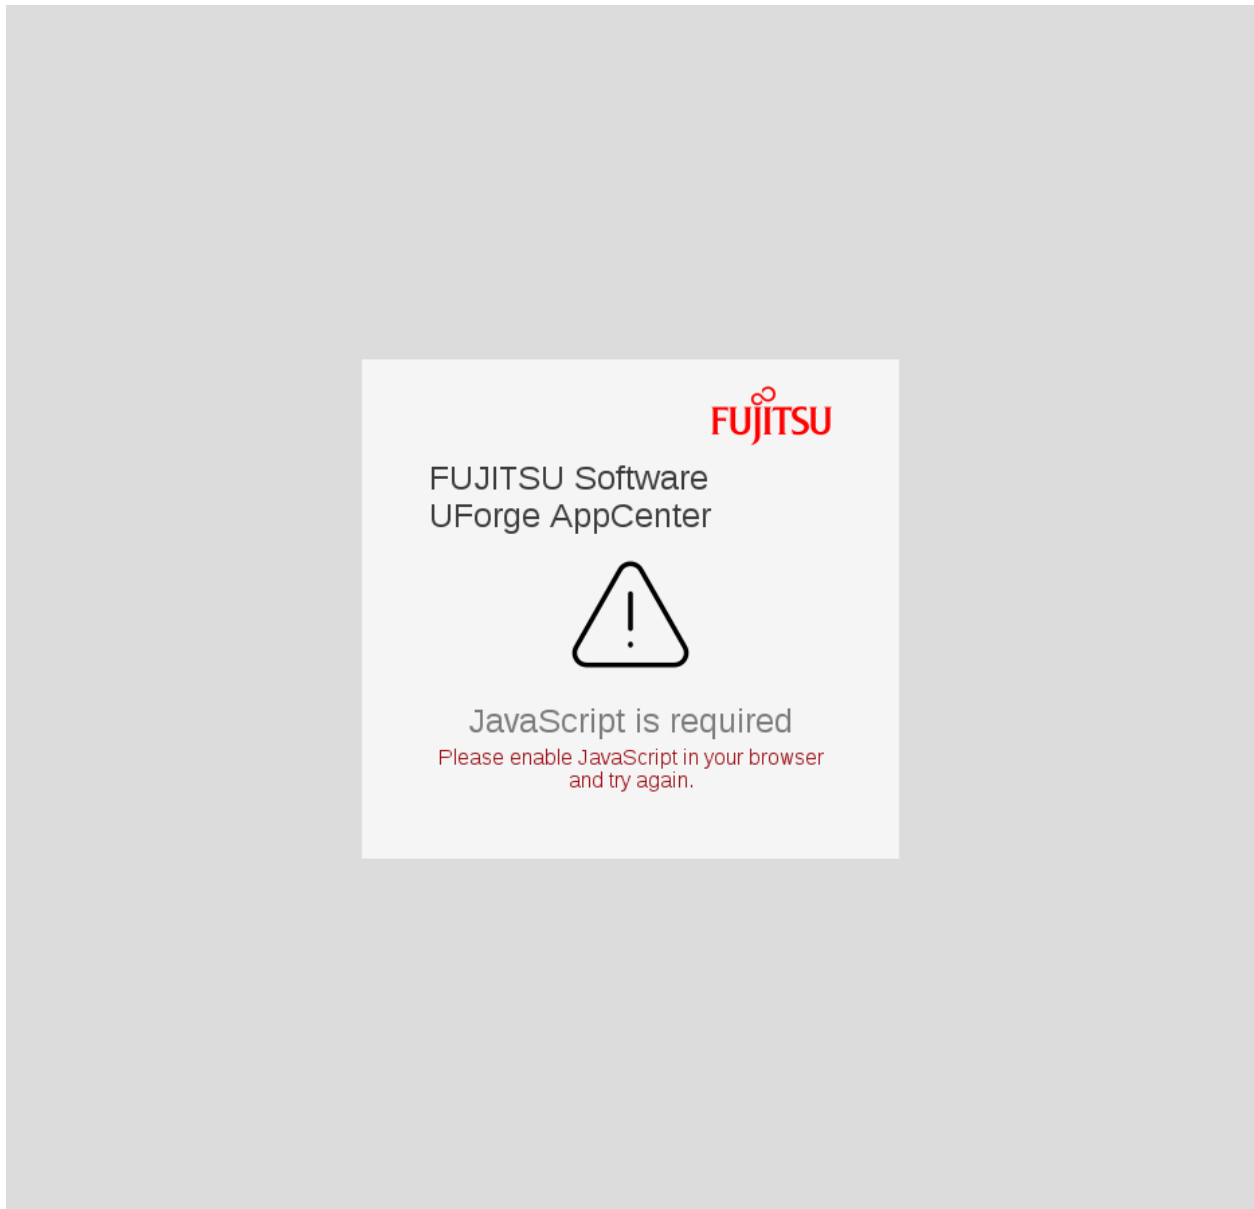 FUJITSU
FUJITSU Software
UForge AppCenter
JavaScript is required
Please enable JavaScript in your browser
and try again.